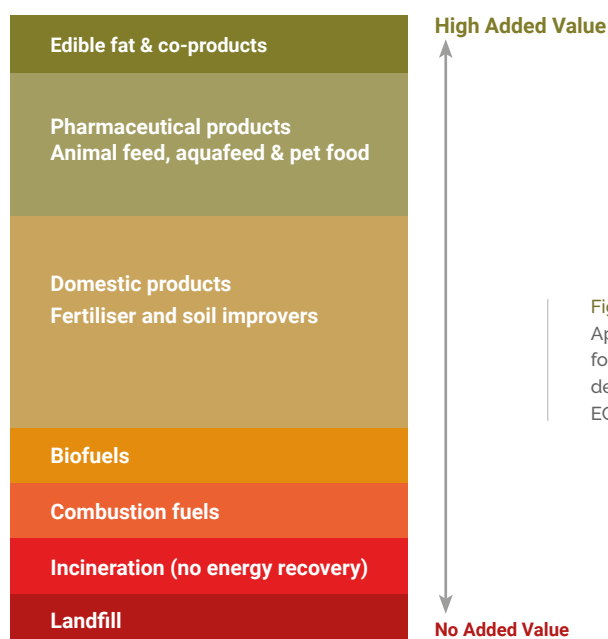 High Added Value
Edible fat & co-products
Pharmaceutical products
Animal feed, aquafeed & pet food
Domestic products
Fertiliser and soil improvers
Biofuels
Combustion fuels
Incineration (no energy recovery)
Landfill
No Added Value